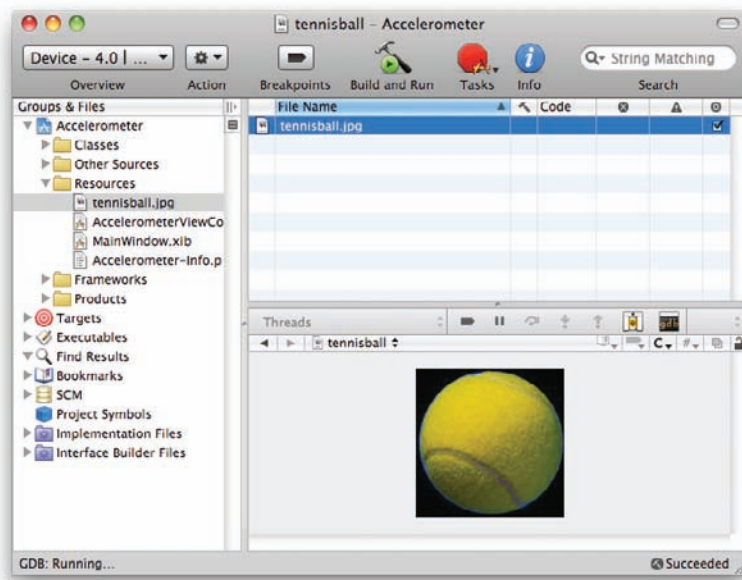 tennisball – Accelerometer
Device – 4.0 | ...
String Matching
Overview
Action
Breakpoints
Build and Run
Tasks
Info
Search
Groups & Files
File Name
Code
Accelerometer
tennisball.jpg
Classes
Other Sources
Resources
tennisball.jpg
AccelerometerViewCo
MainWindow.xib
Accelerometer-Info.p
Frameworks
Products
Targets
Executables
Find Results
Bookmarks
SCM
Project Symbols
Implementation Files
Interface Builder Files
Threads
gdb
tennisball
C
#
GDB: Running...
Succeeded